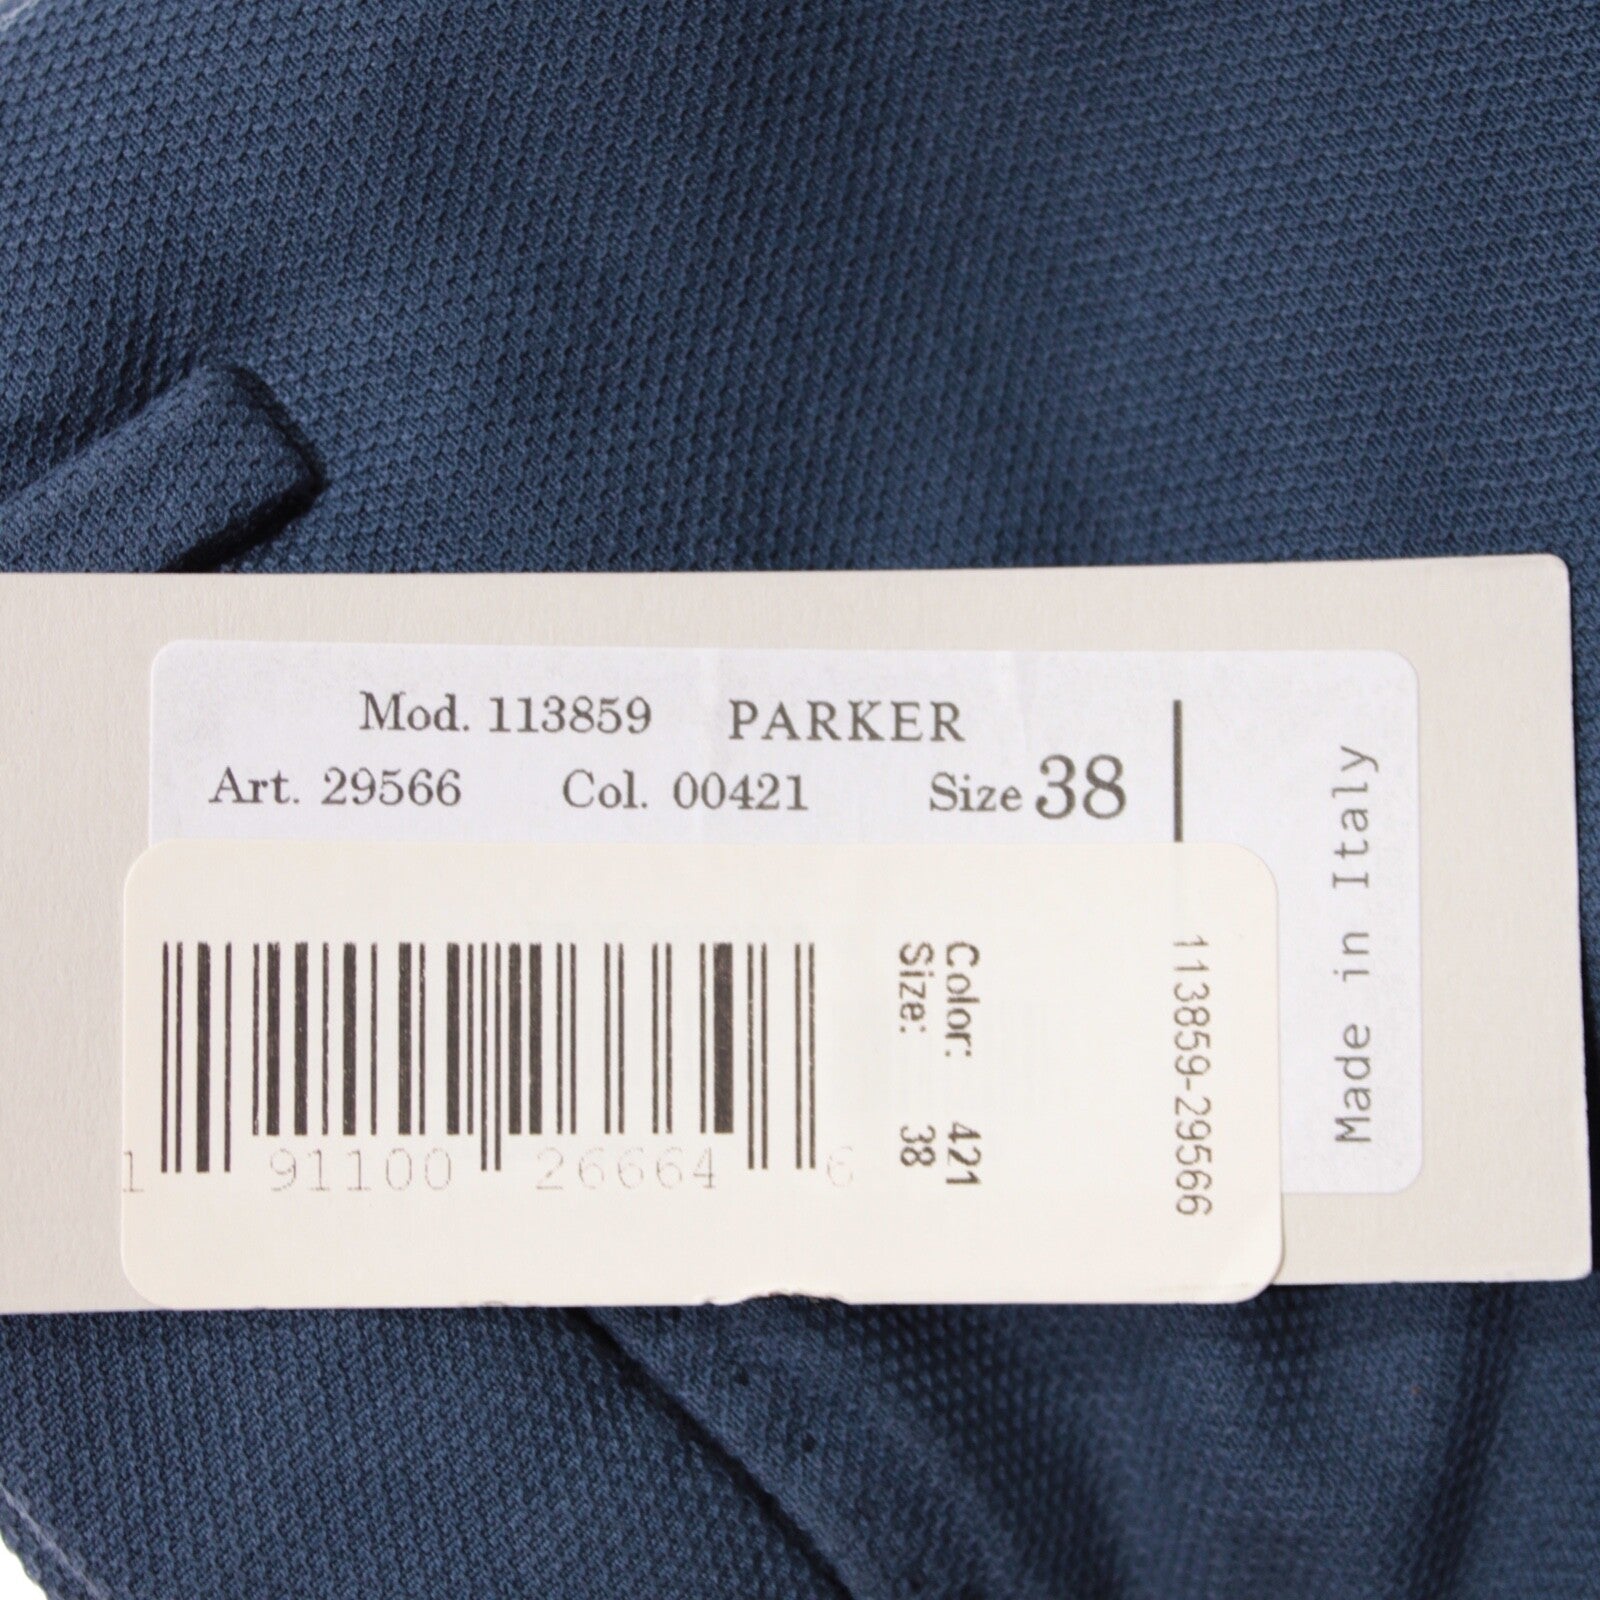 Mod. 113859 PARKER
Art. 29566 Col. 00421 Size 38
Made in Italy
113859-29566
Color: 421
Size: 38
1 91100 26664 6